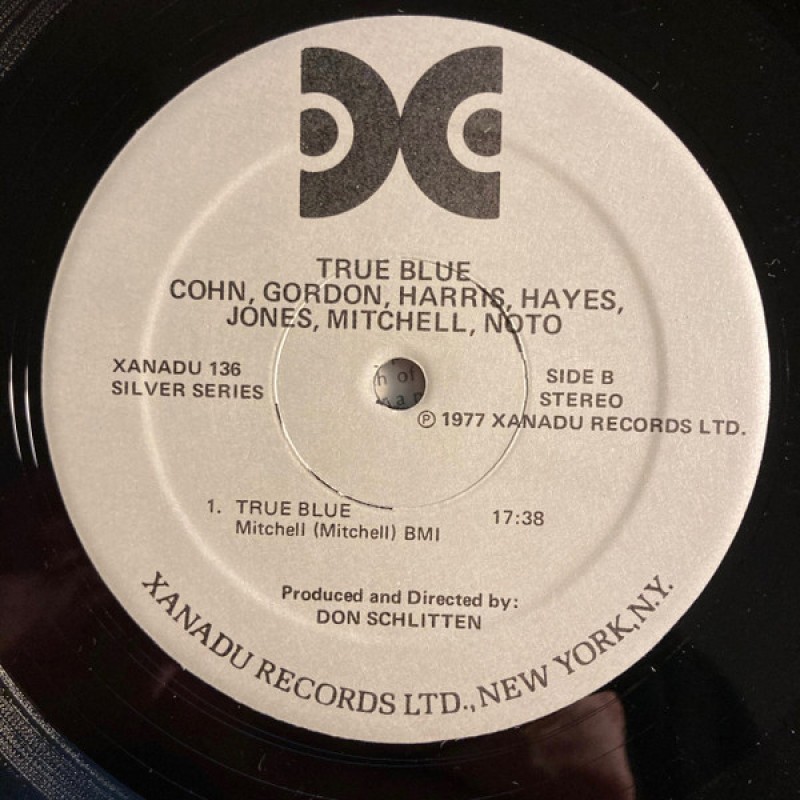 TRUE BLUE
COHN, GORDON, HARRIS, HAYES,
JONES, MITCHELL, NOTO
XANADU 136
SILVER SERIES
SIDE B
STEREO
Ⓟ 1977 XANADU RECORDS LTD.
1. TRUE BLUE 17:38
Mitchell (Mitchell) BMI
Produced and Directed by:
DON SCHLITTEN
XANADU RECORDS LTD., NEW YORK, N.Y.